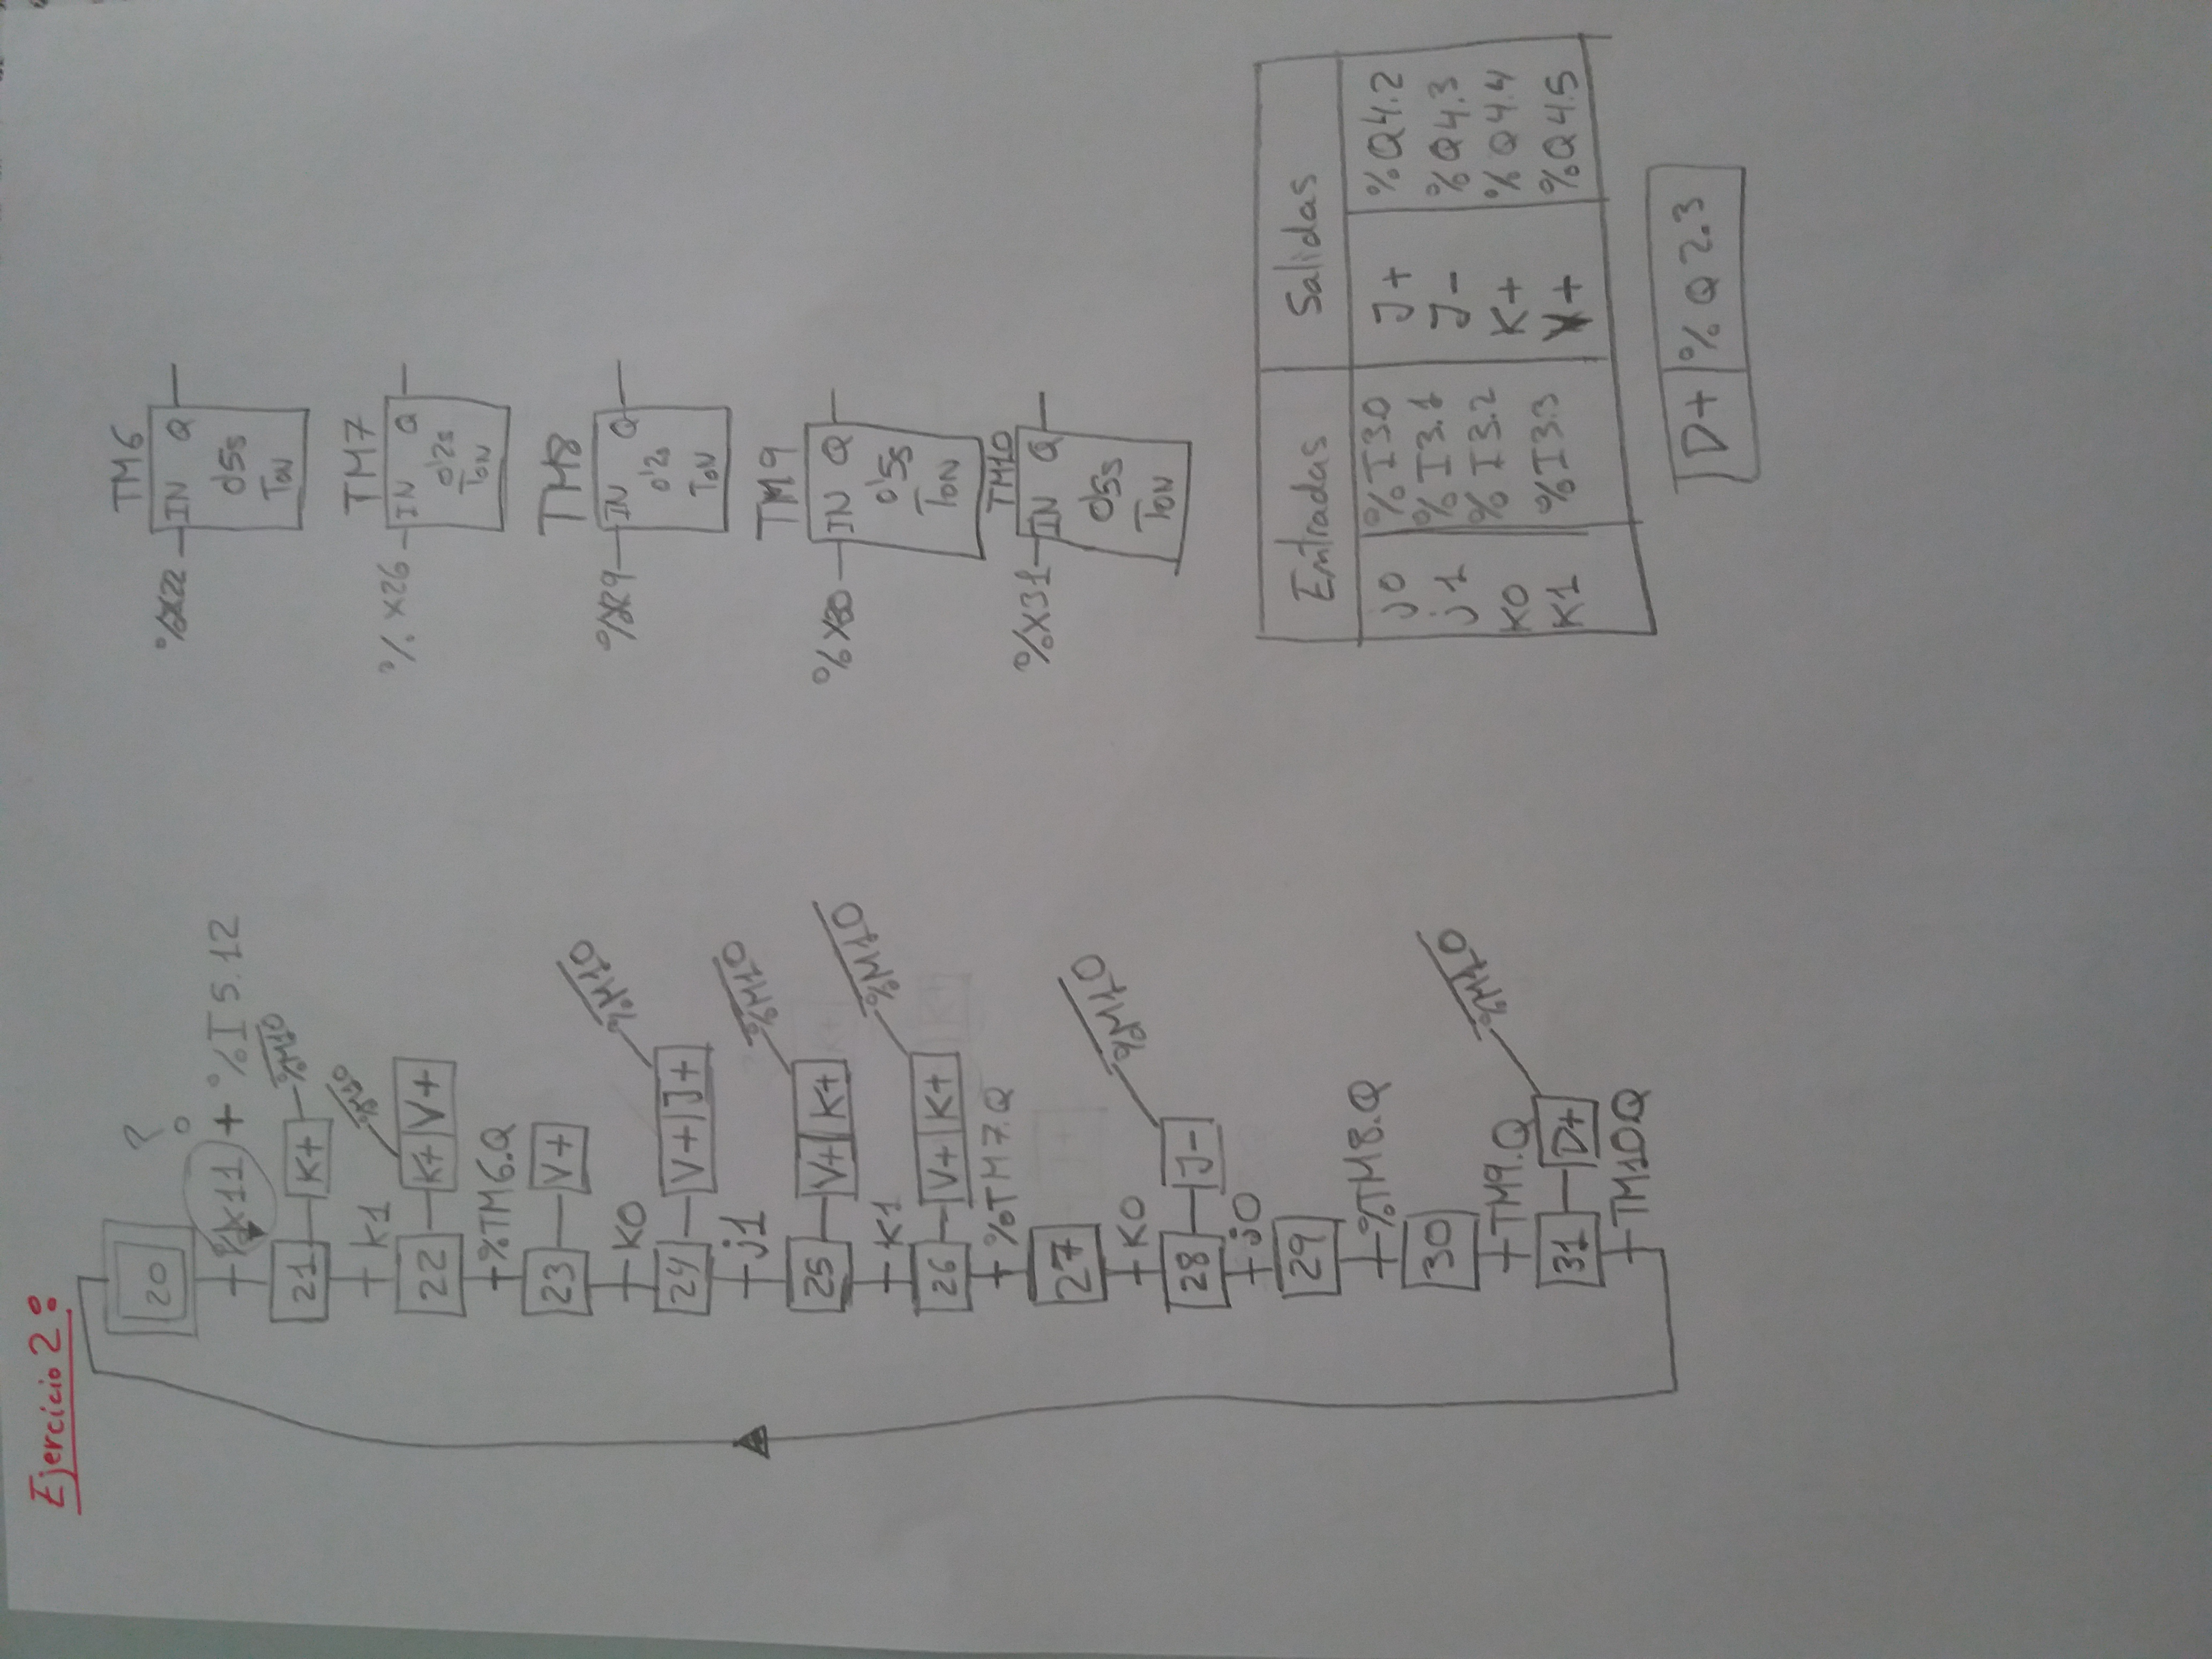 Ejercicio 2:
20
?
%X11 + %I5.12
21 K+ %M10
K1
22 K+ V+ %M10
%TM6.Q
23 V+
K0
24 V+ J+ %M10
j1
25 V+ K+ %M10
K1
26 V+ K+ %M10
%TM7.Q
27
K0
28 J- %M10
j0
29
%TM8.Q
30
TM9.Q
31 D+ %M10
TM10Q
TM6
%X22 IN Q
0'5s
TON
TM7
%X26 IN Q
0'2s
TON
TM8
%X29 IN Q
0'2s
TON
TM9
%X30 IN Q
0'5s
TON
TM10
%X31 IN Q
0'5s
TON
Entradas Salidas
j0 %I3.0 J+ %Q4.2
j1 %I3.1 J- %Q4.3
K0 %I3.2 K+ %Q4.4
K1 %I3.3 V+ %Q4.5
D+ %Q2.3